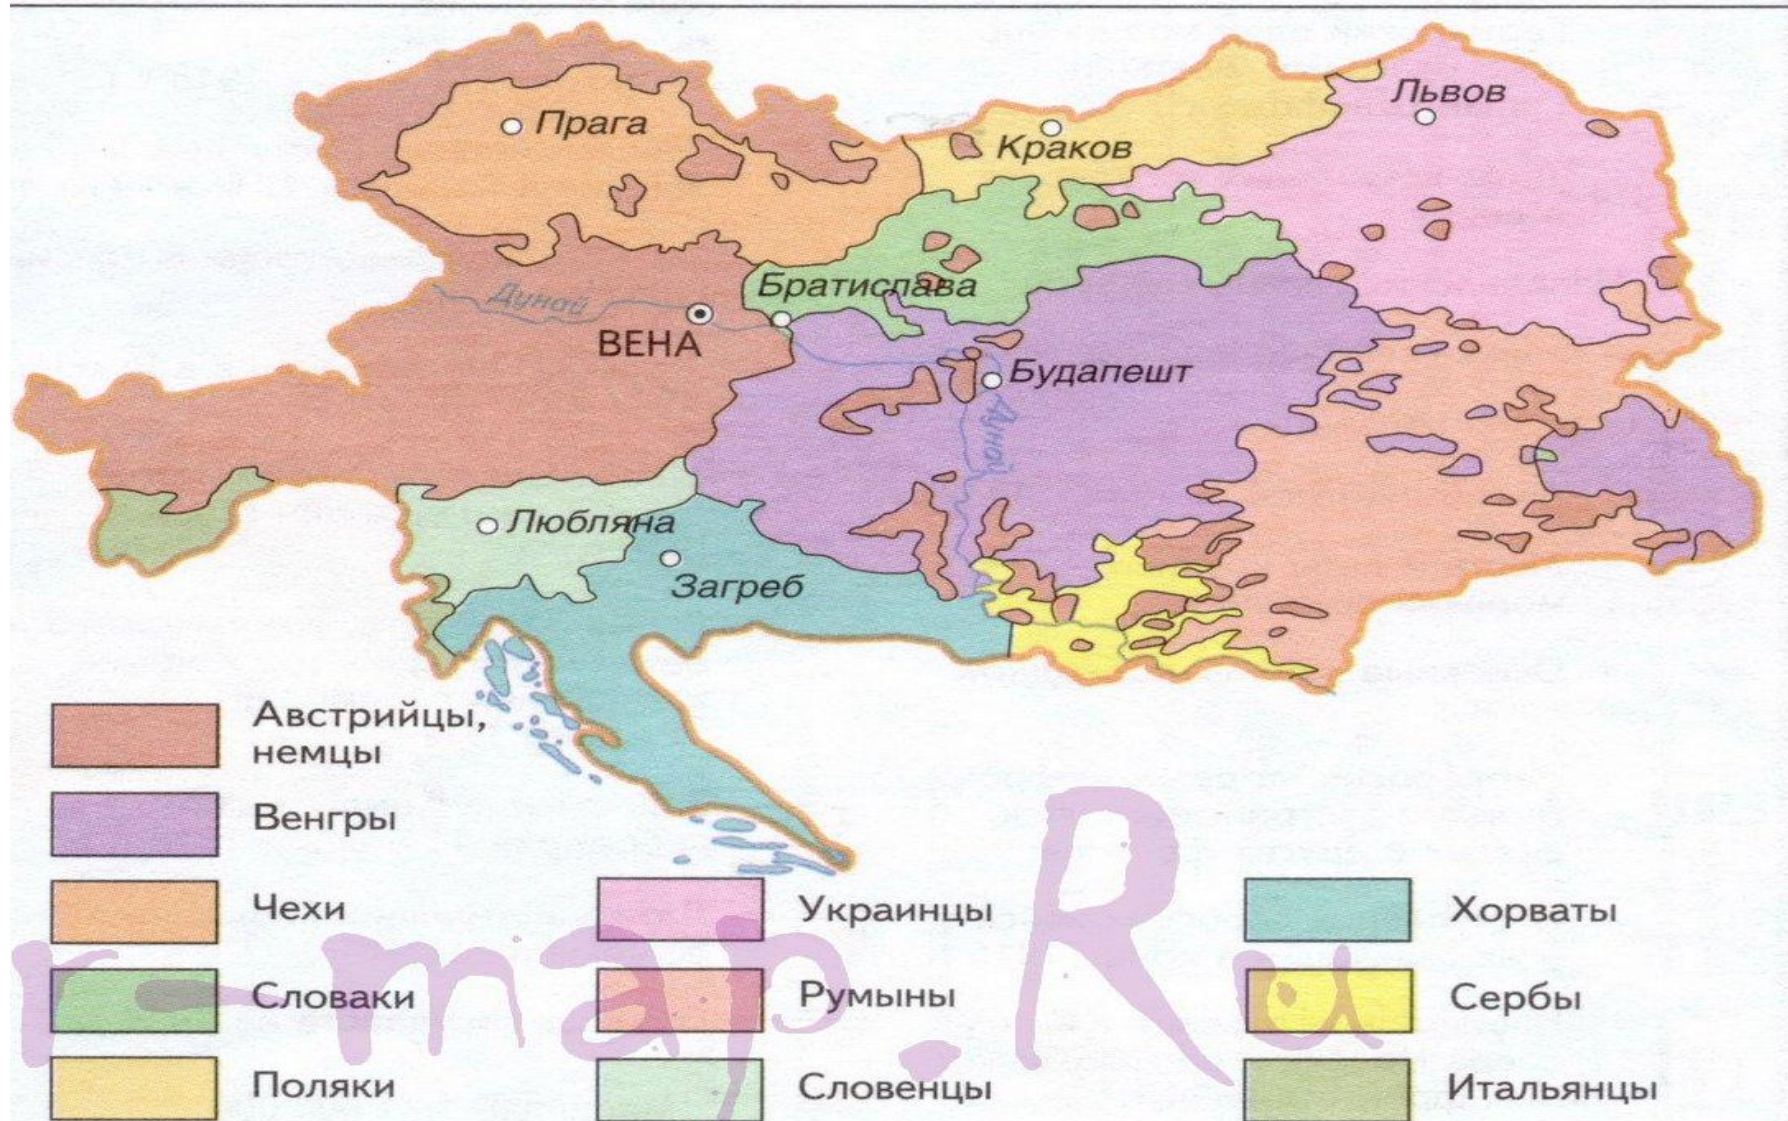 Прага
Львов
Краков
Братислава
Дунай
ВЕНА
Будапешт
Дунай
Любляна
Загреб
Австрийцы,
немцы
Венгры
Чехи
Словаки
Поляки
Украинцы
Румыны
Словенцы
Хорваты
Сербы
Итальянцы
r-map.Ru